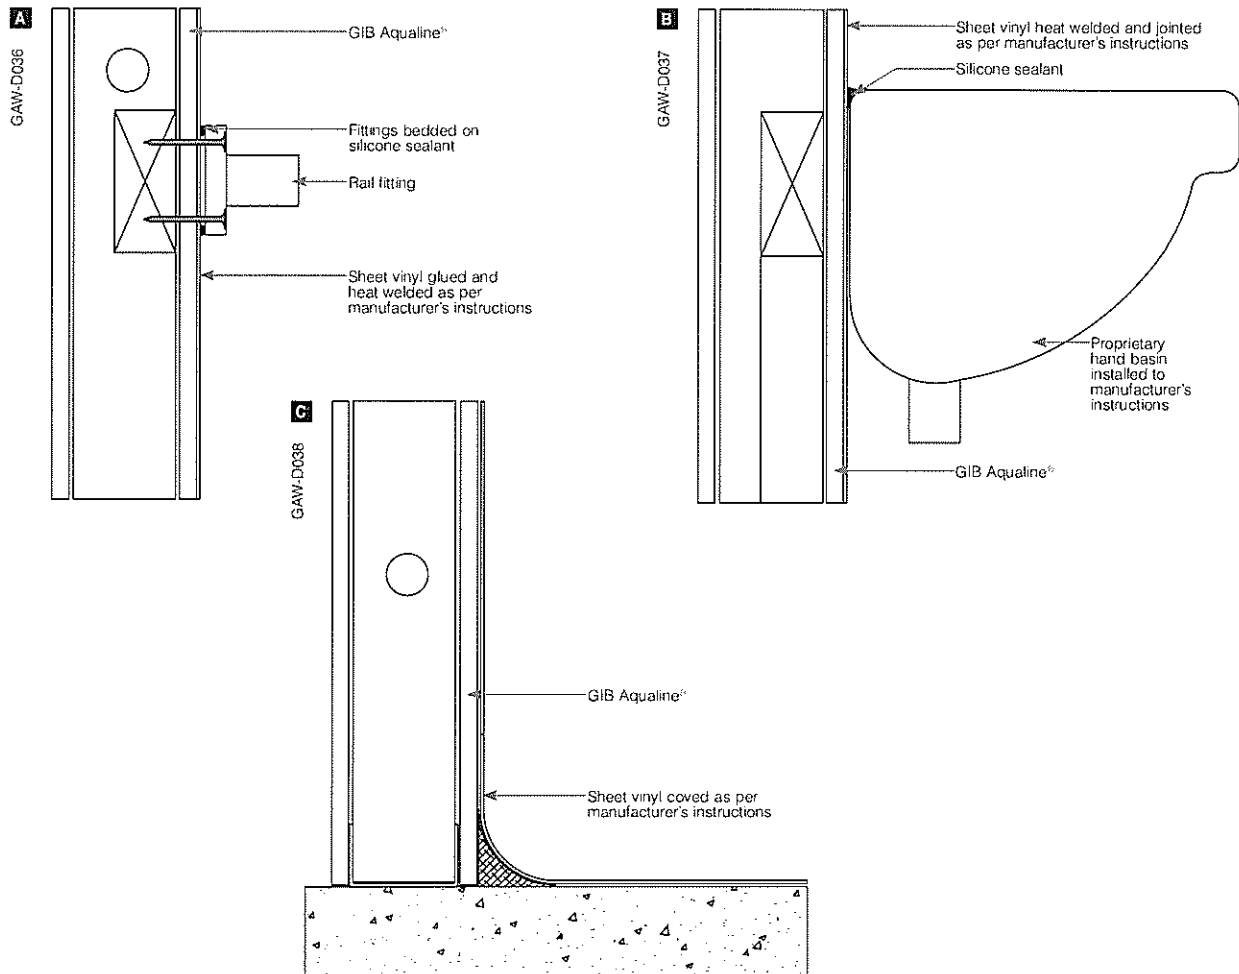 A
GAW-D036
GIB Aqualine®
Fittings bedded on
silicone sealant
Rail fitting
Sheet vinyl glued and
heat welded as per
manufacturer's instructions
B
GAW-D037
Sheet vinyl heat welded and jointed
as per manufacturer's instructions
Silicone sealant
Proprietary
hand basin
installed to
manufacturer's
instructions
GIB Aqualine®
C
GAW-D038
GIB Aqualine®
Sheet vinyl coved as per
manufacturer's instructions